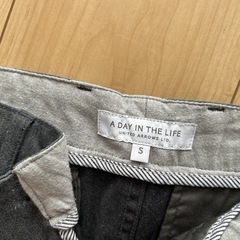 A DAY IN THE LIFE
UNITED ARROWS LTD.
S